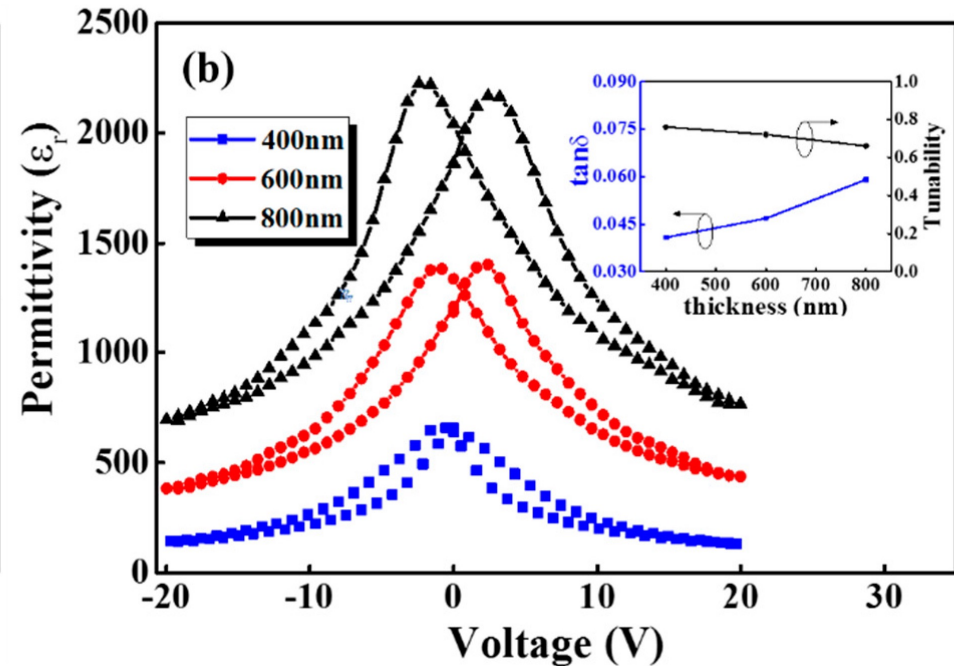 2500
2000
1500
1000
500
0
Permittivity (εr)
(b)
400nm
600nm
800nm
-20 -10 0 10 20 30
Voltage (V)
0.090
0.075
0.060
0.045
0.030
tanδ
1.0
0.8
0.6
0.4
0.2
0.0
Tunability
400 500 600 700 800
thickness (nm)